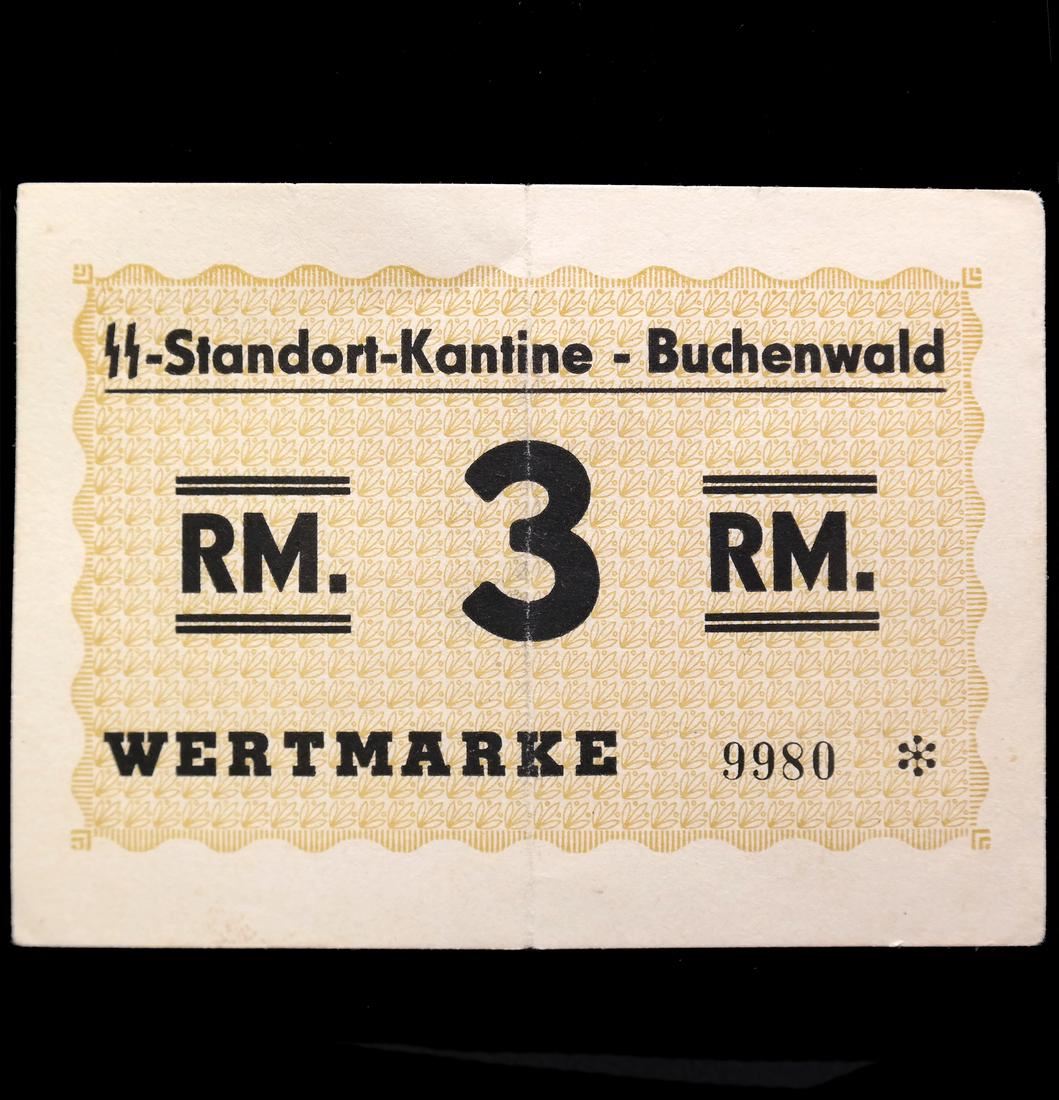 ᛋᛋ-Standort-Kantine - Buchenwald
RM. 3 RM.
WERTMARKE 9980 *